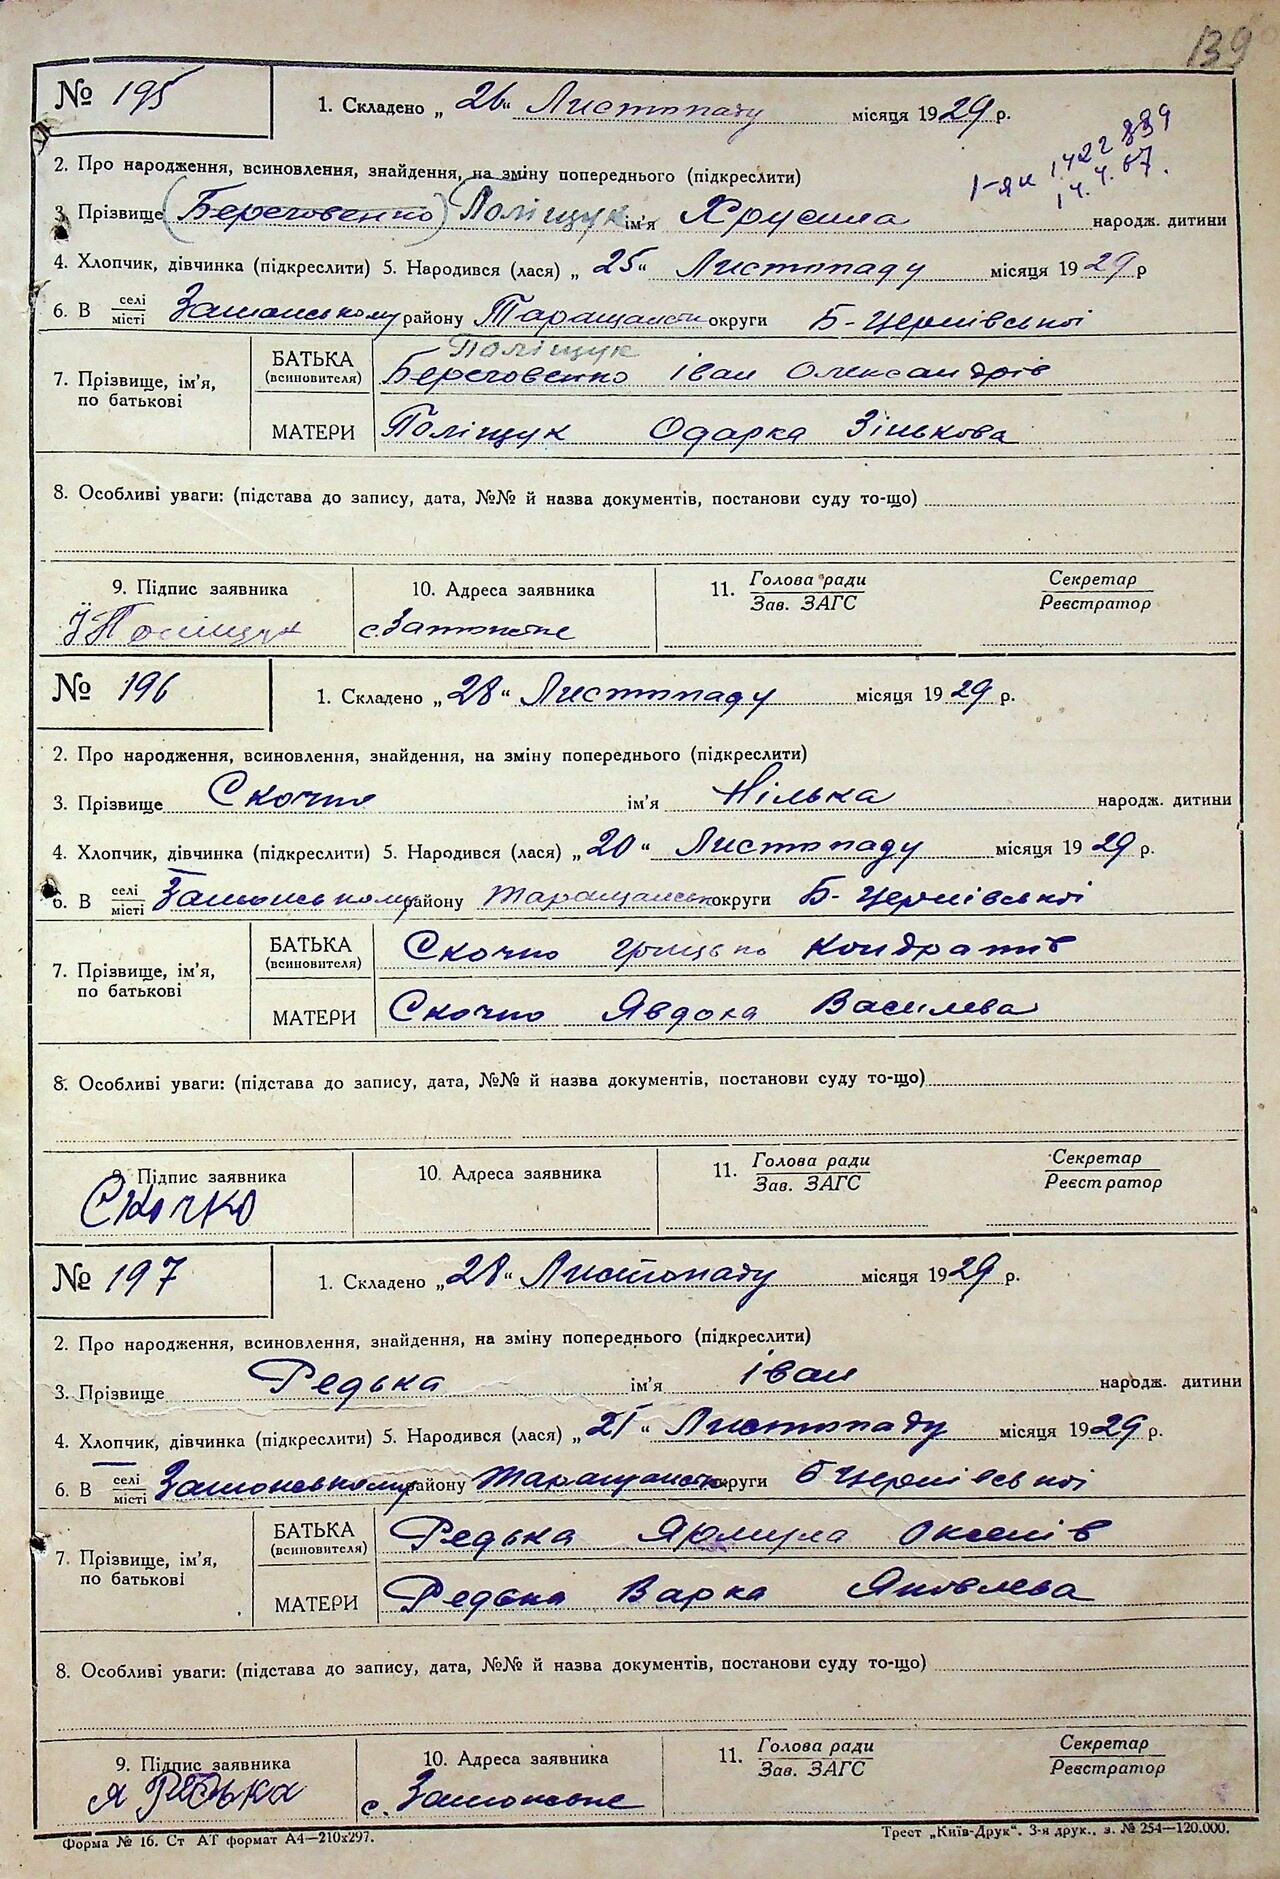 139
№ 195
1. Складено „26“ Листопаду місяця 1929 р.
2. Про народження, всиновлення, знайдення, на зміну попереднього (підкреслити)
1422889
14.4.67.
3. Прізвище (Береговенко) Поліщук ім'я Хрусина народж. дитини
4. Хлопчик, дівчинка (підкреслити) 5. Народився (лася) „25“ Листопаду місяця 1929 р
6. В селі місті району Таращанськ округи Б-Церківської
7. Прізвище, ім'я, по батькові
БАТЬКА (всиновителя)
Поліщук
Береговенко Іван Олександрів
МАТЕРИ Поліщук Одарка Зінькова
8. Особливі уваги: (підстава до запису, дата, №№ й назва документів, постанови суду то-що)
9. Підпис заявника
Поліщук
10. Адреса заявника
с.
11. Голова ради
Зав. ЗАГС
Секретар
Реєстратор
№ 196
1. Складено „28“ Листопаду місяця 1929 р.
2. Про народження, всиновлення, знайдення, на зміну попереднього (підкреслити)
3. Прізвище Скочко ім'я Нілька народж. дитини
4. Хлопчик, дівчинка (підкреслити) 5. Народився (лася) „20“ Листопаду місяця 1929 р.
6. В селі місті району Таращанськ округи Б-Церківської
7. Прізвище, ім'я, по батькові
БАТЬКА (всиновителя) Скочко Грицько Кондратів
МАТЕРИ Скочко Явдока Василева
8. Особливі уваги: (підстава до запису, дата, №№ й назва документів, постанови суду то-що)
9. Підпис заявника
Скочко
10. Адреса заявника
11. Голова ради
Зав. ЗАГС
Секретар
Реєстратор
№ 197
1. Складено „28“ Листопаду місяця 1929 р.
2. Про народження, всиновлення, знайдення, на зміну попереднього (підкреслити)
3. Прізвище Редька ім'я Іван народж. дитини
4. Хлопчик, дівчинка (підкреслити) 5. Народився (лася) „21“ Листопаду місяця 1929 р.
6. В селі місті району Таращанськ округи Б Церківської
7. Прізвище, ім'я, по батькові
БАТЬКА (всиновителя) Редька
МАТЕРИ Редька Варка Яковлева
8. Особливі уваги: (підстава до запису, дата, №№ й назва документів, постанови суду то-що)
9. Підпис заявника
Я Редька
10. Адреса заявника
с.
11. Голова ради
Зав. ЗАГС
Секретар
Реєстратор
Форма № 16. Ст АТ формат А4—210х297.
Трест „Київ-Друк“. 3-я друк., з. № 254—120.000.